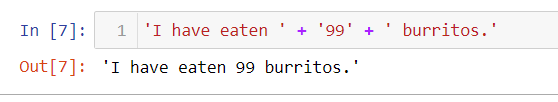 In [7]: 1 'I have eaten ' + '99' + ' burritos.'
Out[7]: 'I have eaten 99 burritos.'